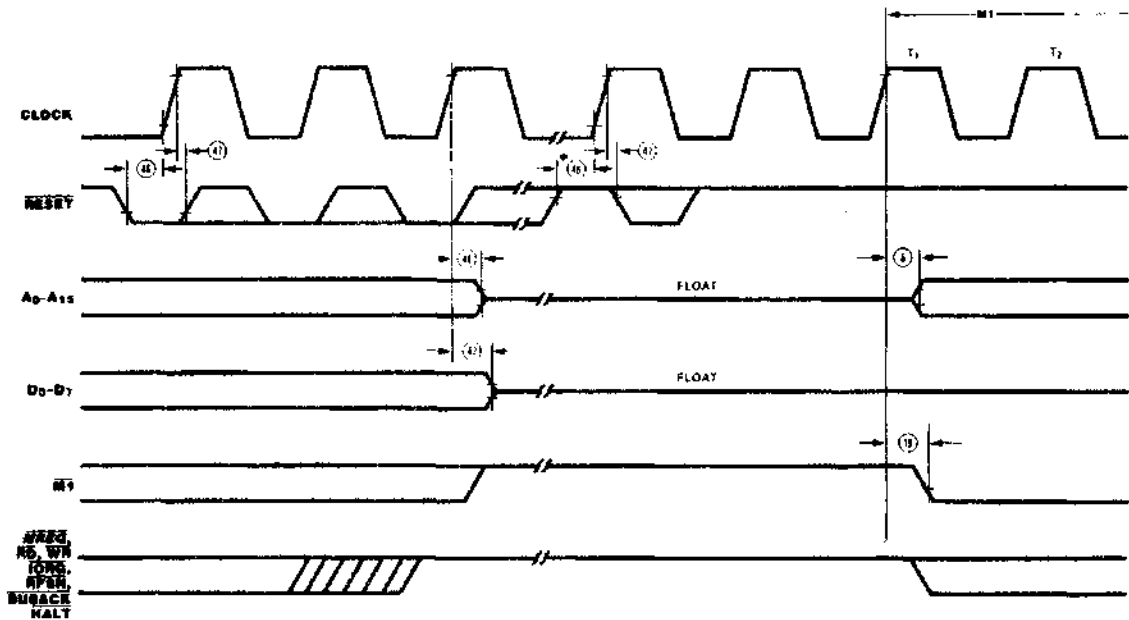 M1
T₁ T₂
CLOCK
47
46
* 46
47
RESET
46
6
A₀-A₁₅
FLOAT
42
D₀-D₇
FLOAT
19
M1
MREQ,
RD, WR
IORQ,
RFSH,
BUSACK
HALT